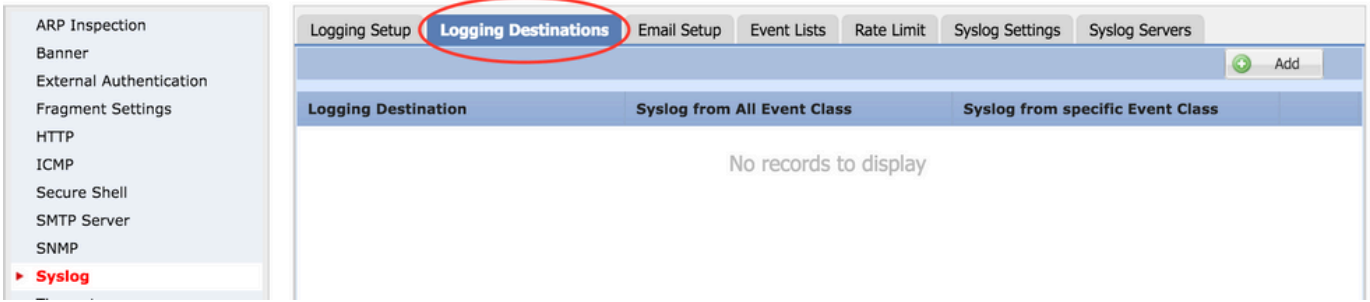 ARP Inspection
Banner
External Authentication
Fragment Settings
HTTP
ICMP
Secure Shell
SMTP Server
SNMP
Syslog
Logging Setup Logging Destinations Email Setup Event Lists Rate Limit Syslog Settings Syslog Servers
Add
Logging Destination Syslog from All Event Class Syslog from specific Event Class
No records to display